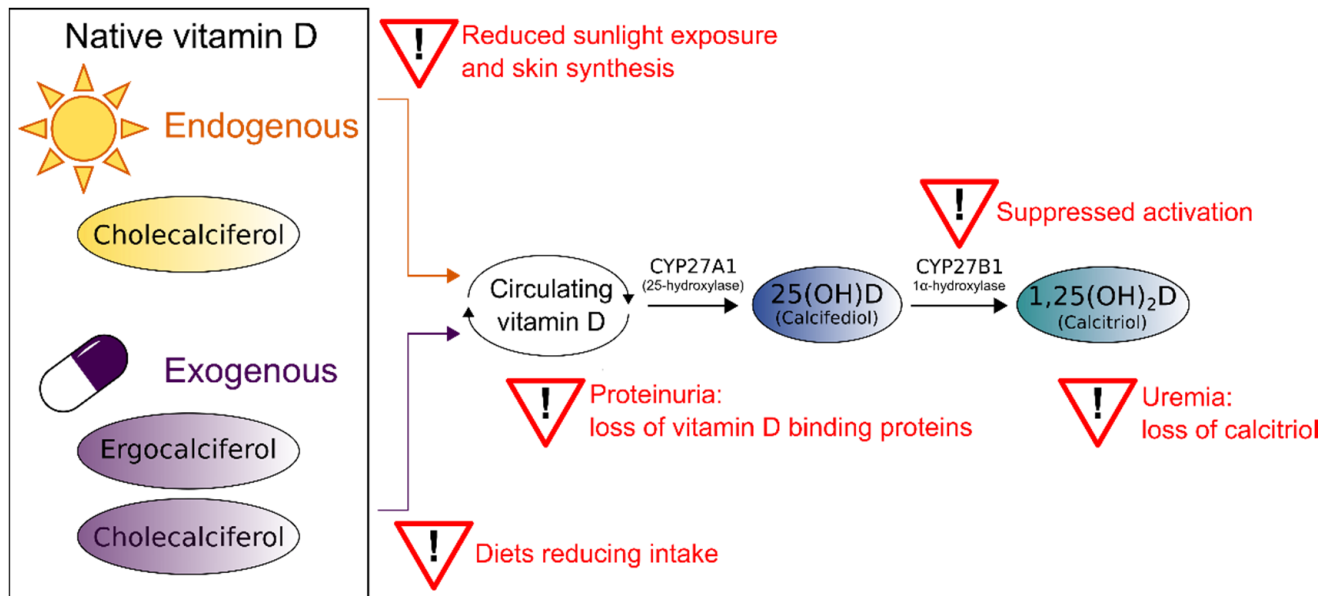 Native vitamin D
Endogenous
Cholecalciferol
Exogenous
Ergocalciferol
Cholecalciferol
! Reduced sunlight exposure
and skin synthesis
Circulating
vitamin D
CYP27A1
(25-hydroxylase)
25(OH)D
(Calcifediol)
! Suppressed activation
CYP27B1
1α-hydroxylase
1,25(OH)₂D
(Calcitriol)
! Proteinuria:
loss of vitamin D binding proteins
! Uremia:
loss of calcitriol
! Diets reducing intake